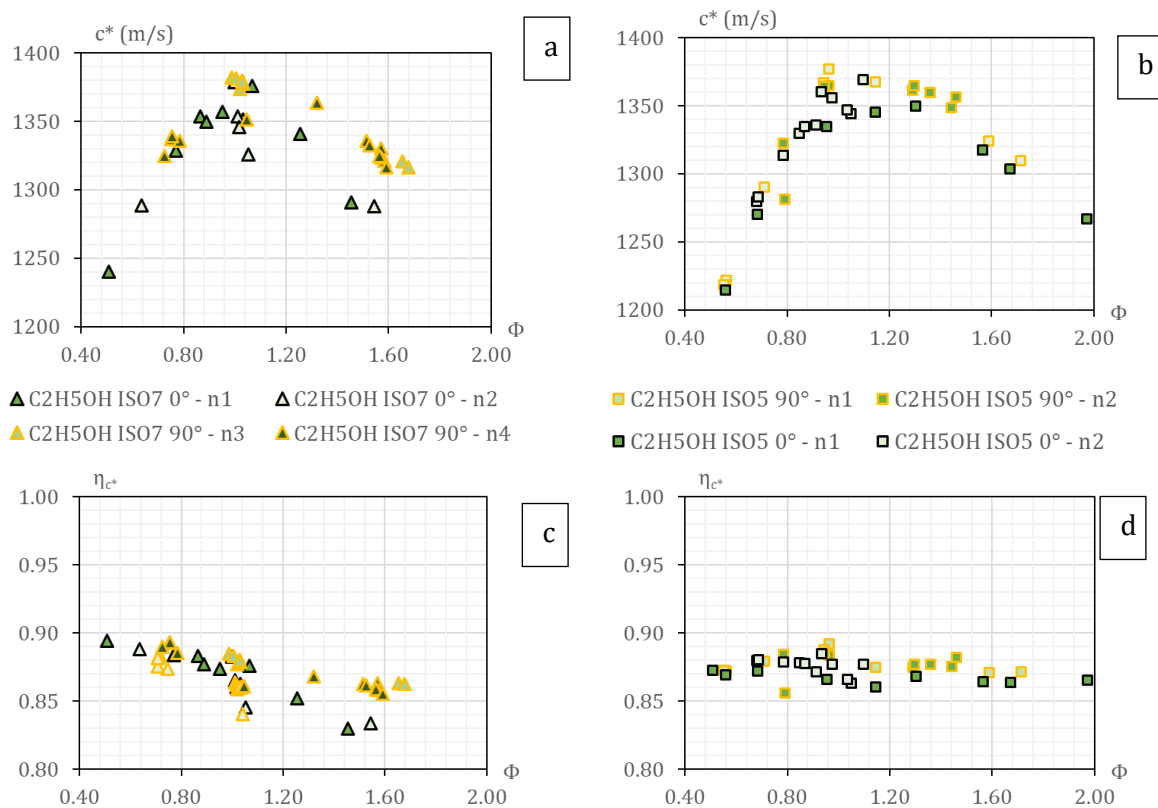 c* (m/s)
a
1400
1350
1300
1250
1200
0.40 0.80 1.20 1.60 2.00
Φ
c* (m/s)
b
1400
1350
1300
1250
1200
0.40 0.80 1.20 1.60 2.00
Φ
C2H5OH ISO7 0° - n1
C2H5OH ISO7 0° - n2
C2H5OH ISO7 90° - n3
C2H5OH ISO7 90° - n4
C2H5OH ISO5 90° - n1
C2H5OH ISO5 90° - n2
C2H5OH ISO5 0° - n1
C2H5OH ISO5 0° - n2
ηc*
c
1.00
0.95
0.90
0.85
0.80
0.40 0.80 1.20 1.60 2.00
Φ
ηc*
d
1.00
0.95
0.90
0.85
0.80
0.40 0.80 1.20 1.60 2.00
Φ